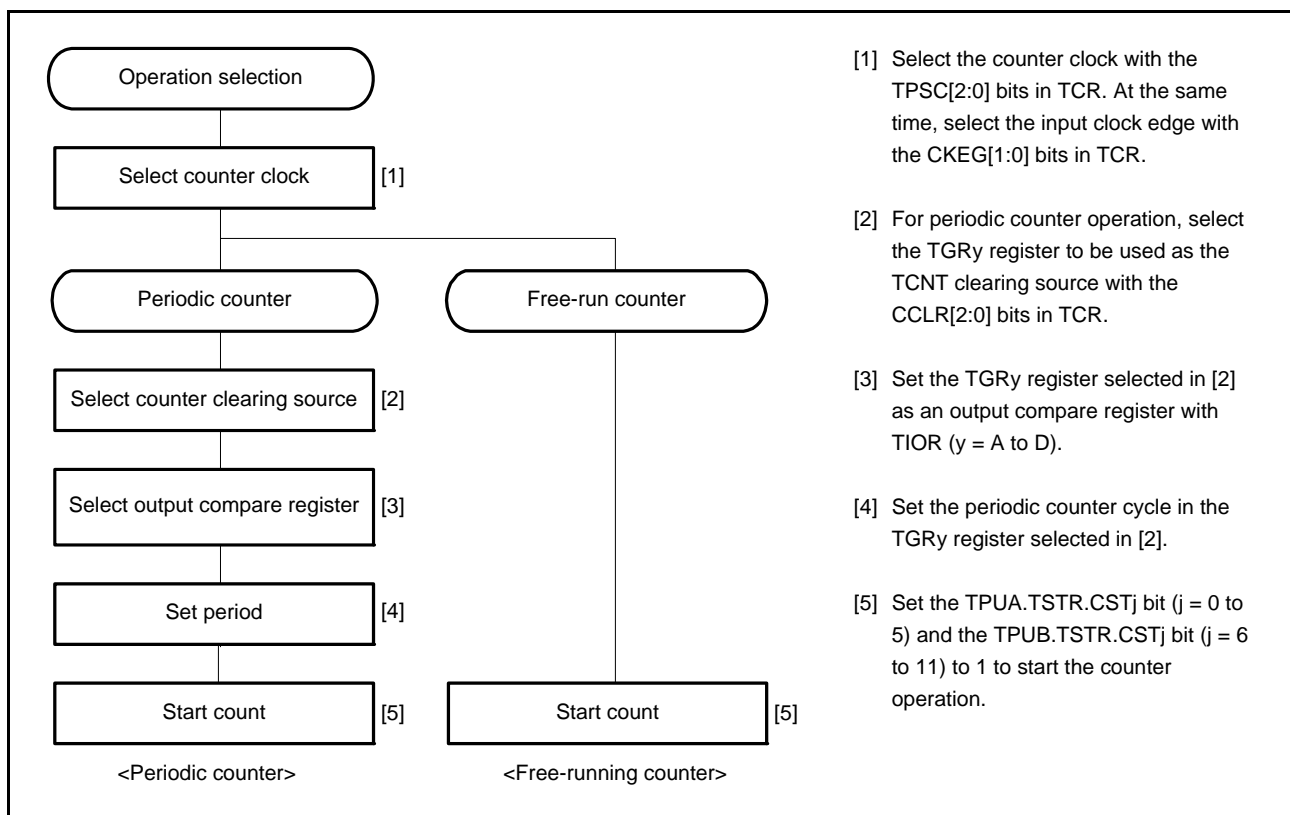 Operation selection
Select counter clock
[1]
Periodic counter
Free-run counter
Select counter clearing source
[2]
Select output compare register
[3]
Set period
[4]
Start count
[5]
Start count
[5]
<Periodic counter>
<Free-running counter>
[1] Select the counter clock with the
TPSC[2:0] bits in TCR. At the same
time, select the input clock edge with
the CKEG[1:0] bits in TCR.
[2] For periodic counter operation, select
the TGRy register to be used as the
TCNT clearing source with the
CCLR[2:0] bits in TCR.
[3] Set the TGRy register selected in [2]
as an output compare register with
TIOR (y = A to D).
[4] Set the periodic counter cycle in the
TGRy register selected in [2].
[5] Set the TPUA.TSTR.CSTj bit (j = 0 to
5) and the TPUB.TSTR.CSTj bit (j = 6
to 11) to 1 to start the counter
operation.